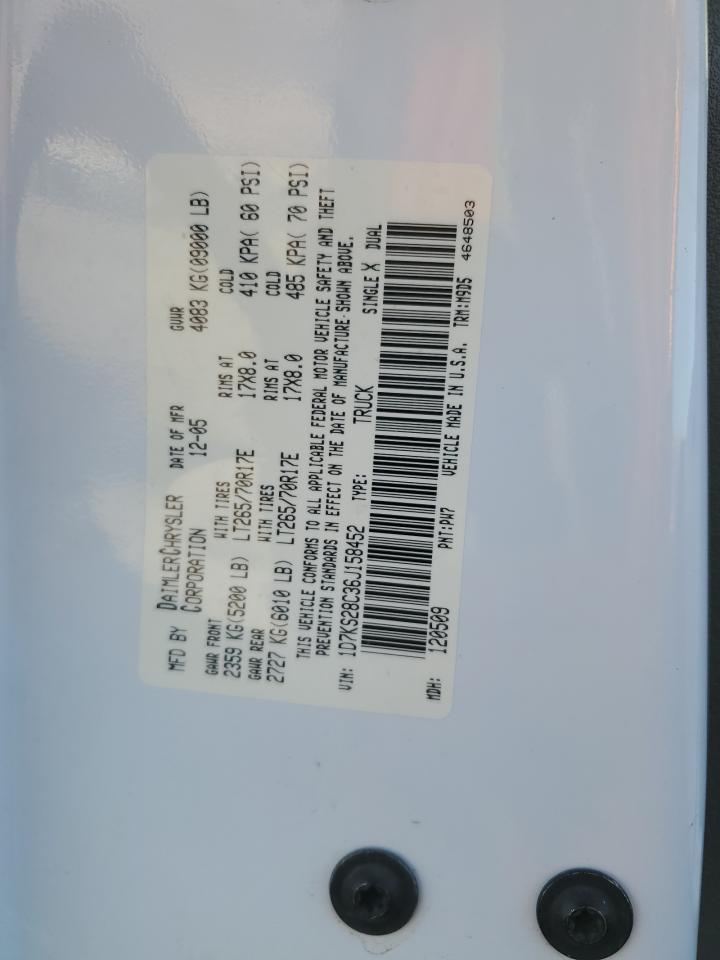 MFD BY DAIMLERCHRYSLER CORPORATION DATE OF MFR 12-05 GVWR 4083 KG(09000 LB)
GAWR FRONT WITH TIRES RIMS AT COLD
2359 KG(5200 LB) LT265/70R17E 17X8.0 410 KPA( 60 PSI)
GAWR REAR WITH TIRES RIMS AT COLD
2727 KG(6010 LB) LT265/70R17E 17X8.0 485 KPA( 70 PSI)
THIS VEHICLE CONFORMS TO ALL APPLICABLE FEDERAL MOTOR VEHICLE SAFETY AND THEFT
PREVENTION STANDARDS IN EFFECT ON THE DATE OF MANUFACTURE SHOWN ABOVE.
VIN: 1D7KS28C36J158452 TYPE: TRUCK SINGLE X DUAL
MDH: 120509 PNT:PW7 VEHICLE MADE IN U.S.A. TRM:M9D5 4648503